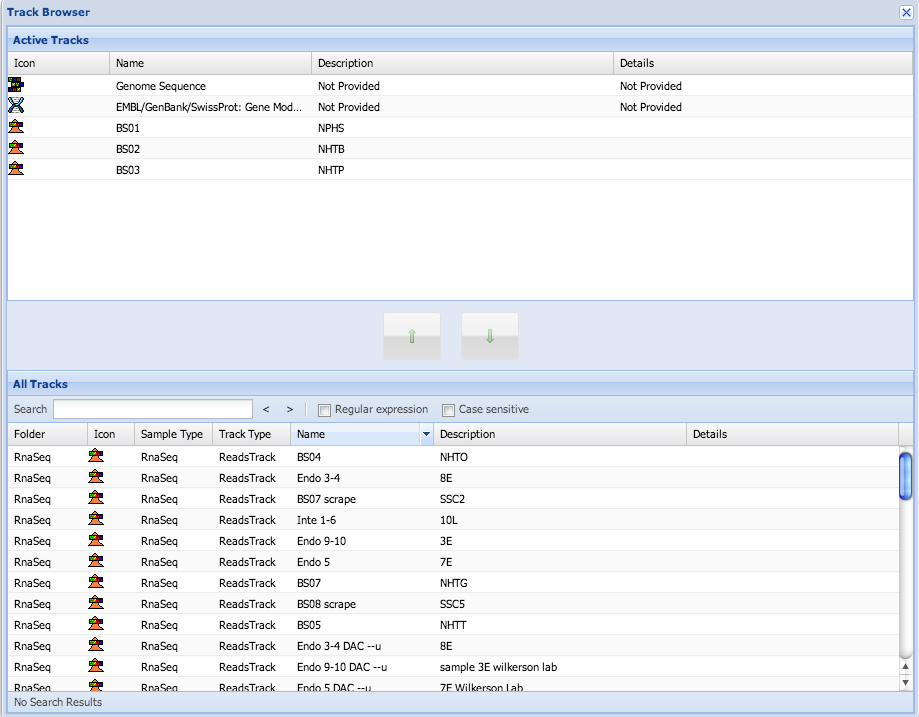 Track Browser
Active Tracks
Icon Name Description Details
Genome Sequence Not Provided Not Provided
EMBL/GenBank/SwissProt: Gene Mod... Not Provided Not Provided
BS01 NPHS
BS02 NHTB
BS03 NHTP
All Tracks
Search < > Regular expression Case sensitive
Folder Icon Sample Type Track Type Name Description Details
RnaSeq RnaSeq ReadsTrack BS04 NHTO
RnaSeq RnaSeq ReadsTrack Endo 3-4 8E
RnaSeq RnaSeq ReadsTrack BS07 scrape SSC2
RnaSeq RnaSeq ReadsTrack Inte 1-6 10L
RnaSeq RnaSeq ReadsTrack Endo 9-10 3E
RnaSeq RnaSeq ReadsTrack Endo 5 7E
RnaSeq RnaSeq ReadsTrack BS07 NHTG
RnaSeq RnaSeq ReadsTrack BS08 scrape SSC5
RnaSeq RnaSeq ReadsTrack BS05 NHTT
RnaSeq RnaSeq ReadsTrack Endo 3-4 DAC --u 8E
RnaSeq RnaSeq ReadsTrack Endo 9-10 DAC --u sample 3E wilkerson lab
RnaSeq RnaSeq ReadsTrack Endo 5 DAC --u 7E Wilkerson Lab
No Search Results